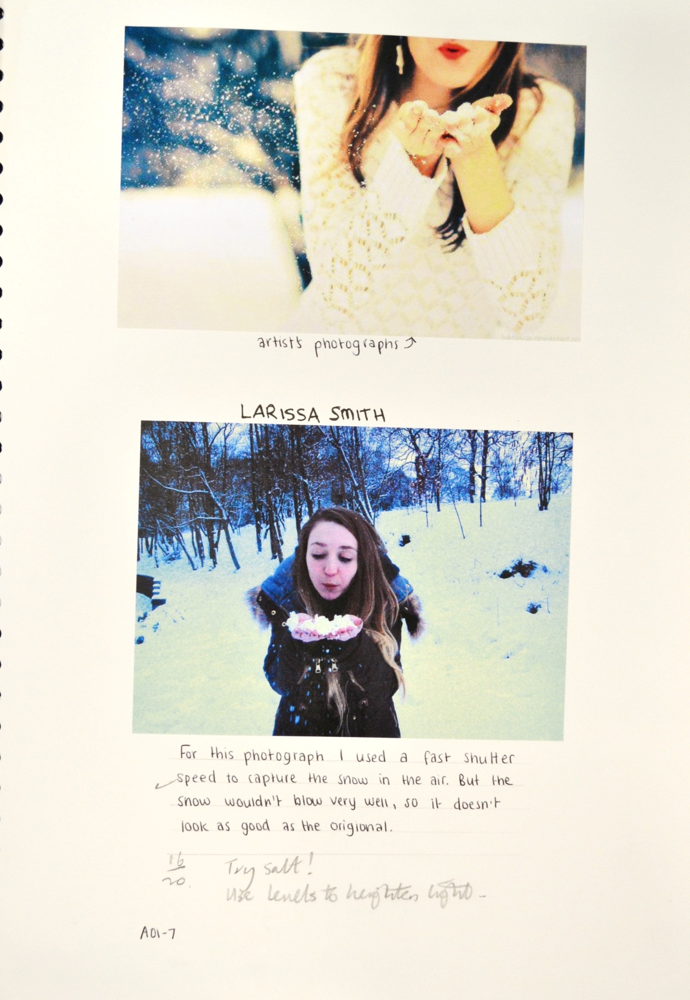 artist's photographs
LARISSA SMITH
For this photograph I used a fast shutter
speed to capture the snow in the air. But the
snow wouldn't blow very well, so it doesn't
look as good as the origional.
16
20.
Try salt!
Use levels to heighten light-
A01-7